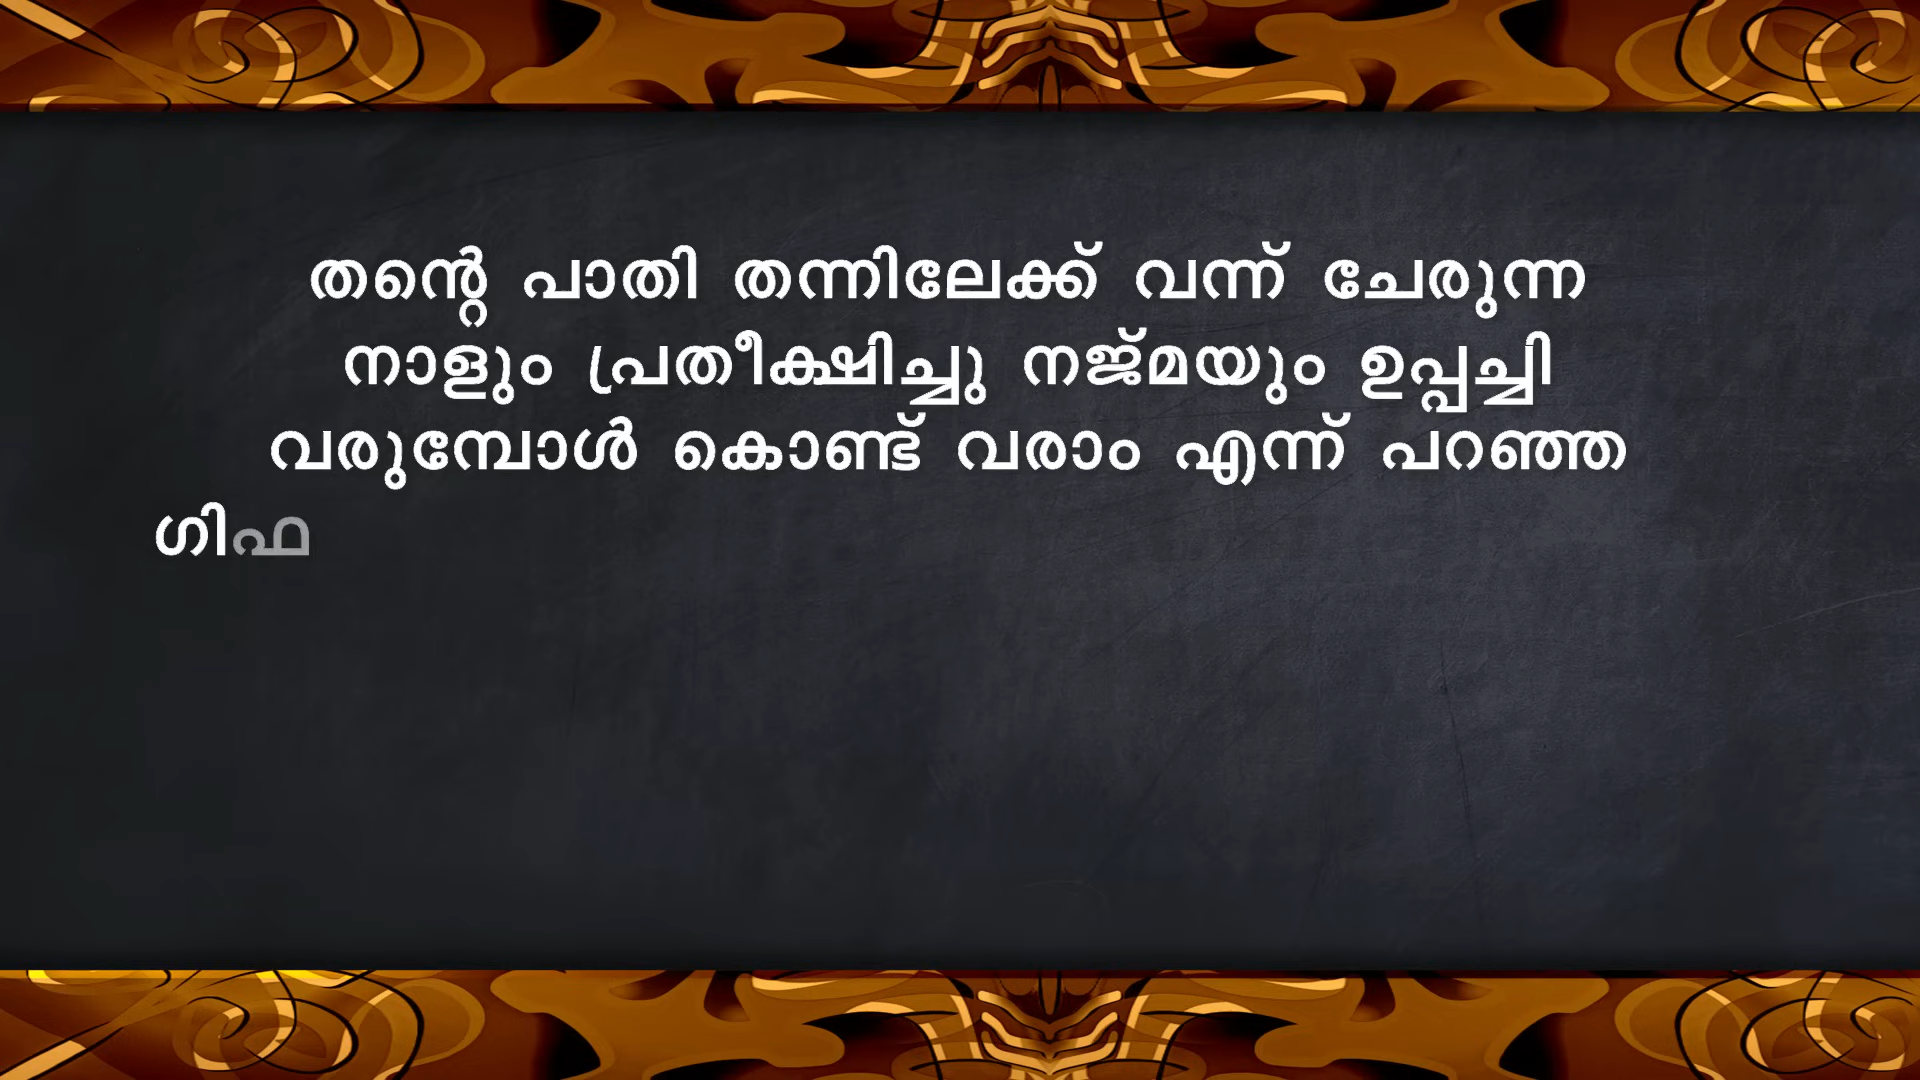 തന്റെ പാതി തന്നിലേക്ക് വന്ന് ചേരുന്ന
നാളും പ്രതീക്ഷിച്ചു നജ്മയും ഉപ്പച്ചി
വരുമ്പോൾ കൊണ്ട് വരാം എന്ന് പറഞ്ഞ
ഗിഫ